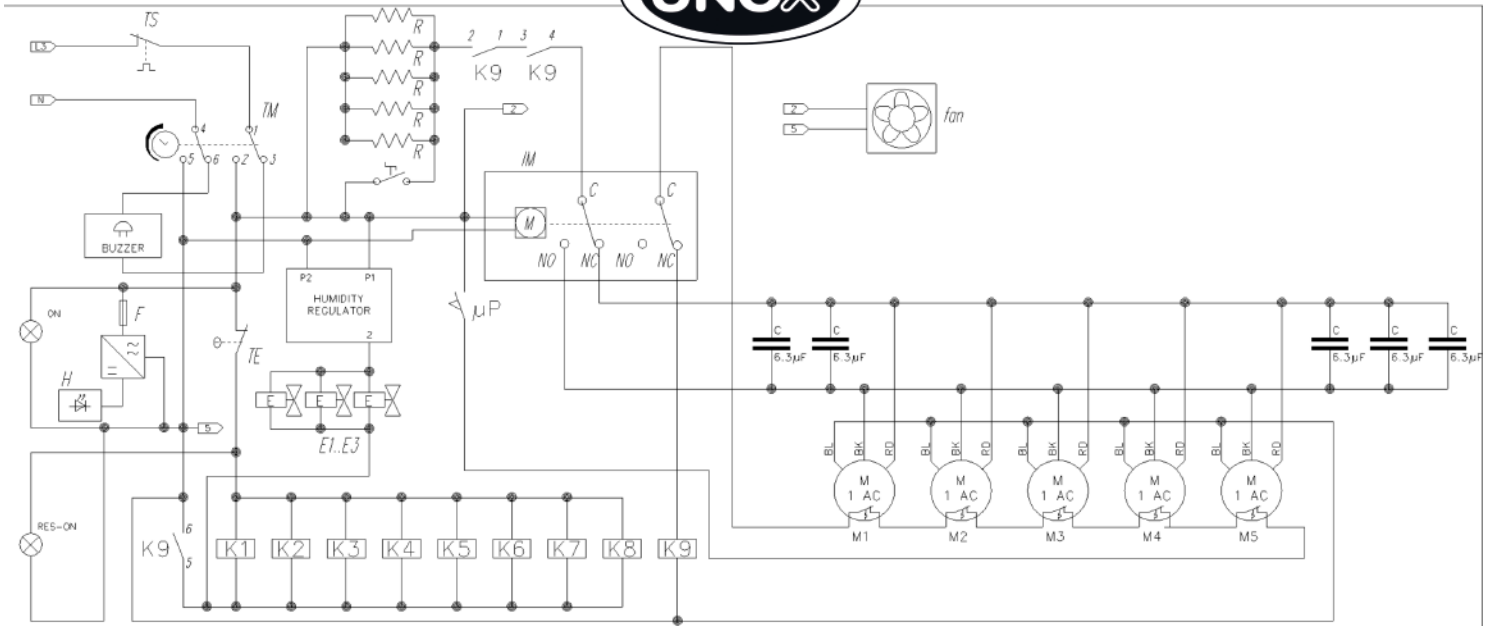 UNOX
TS
L3
N
TM
4
1
5
6
2
3
BUZZER
ON
F
H
TE
5
RES-ON
R
R
R
R
R
2
1
3
4
K9
K9
2
IM
C
C
M
NO
NC
NO
NC
P2
P1
HUMIDITY
REGULATOR
2
µP
E
E
E
E1..E3
2
5
fan
C
6.3µF
C
6.3µF
C
6.3µF
C
6.3µF
C
6.3µF
BL
BK
RD
BL
BK
RD
BL
BK
RD
BL
BK
RD
BL
BK
RD
M
1 AC
M
1 AC
M
1 AC
M
1 AC
M
1 AC
M1
M2
M3
M4
M5
6
K9
5
K1
K2
K3
K4
K5
K6
K7
K8
K9